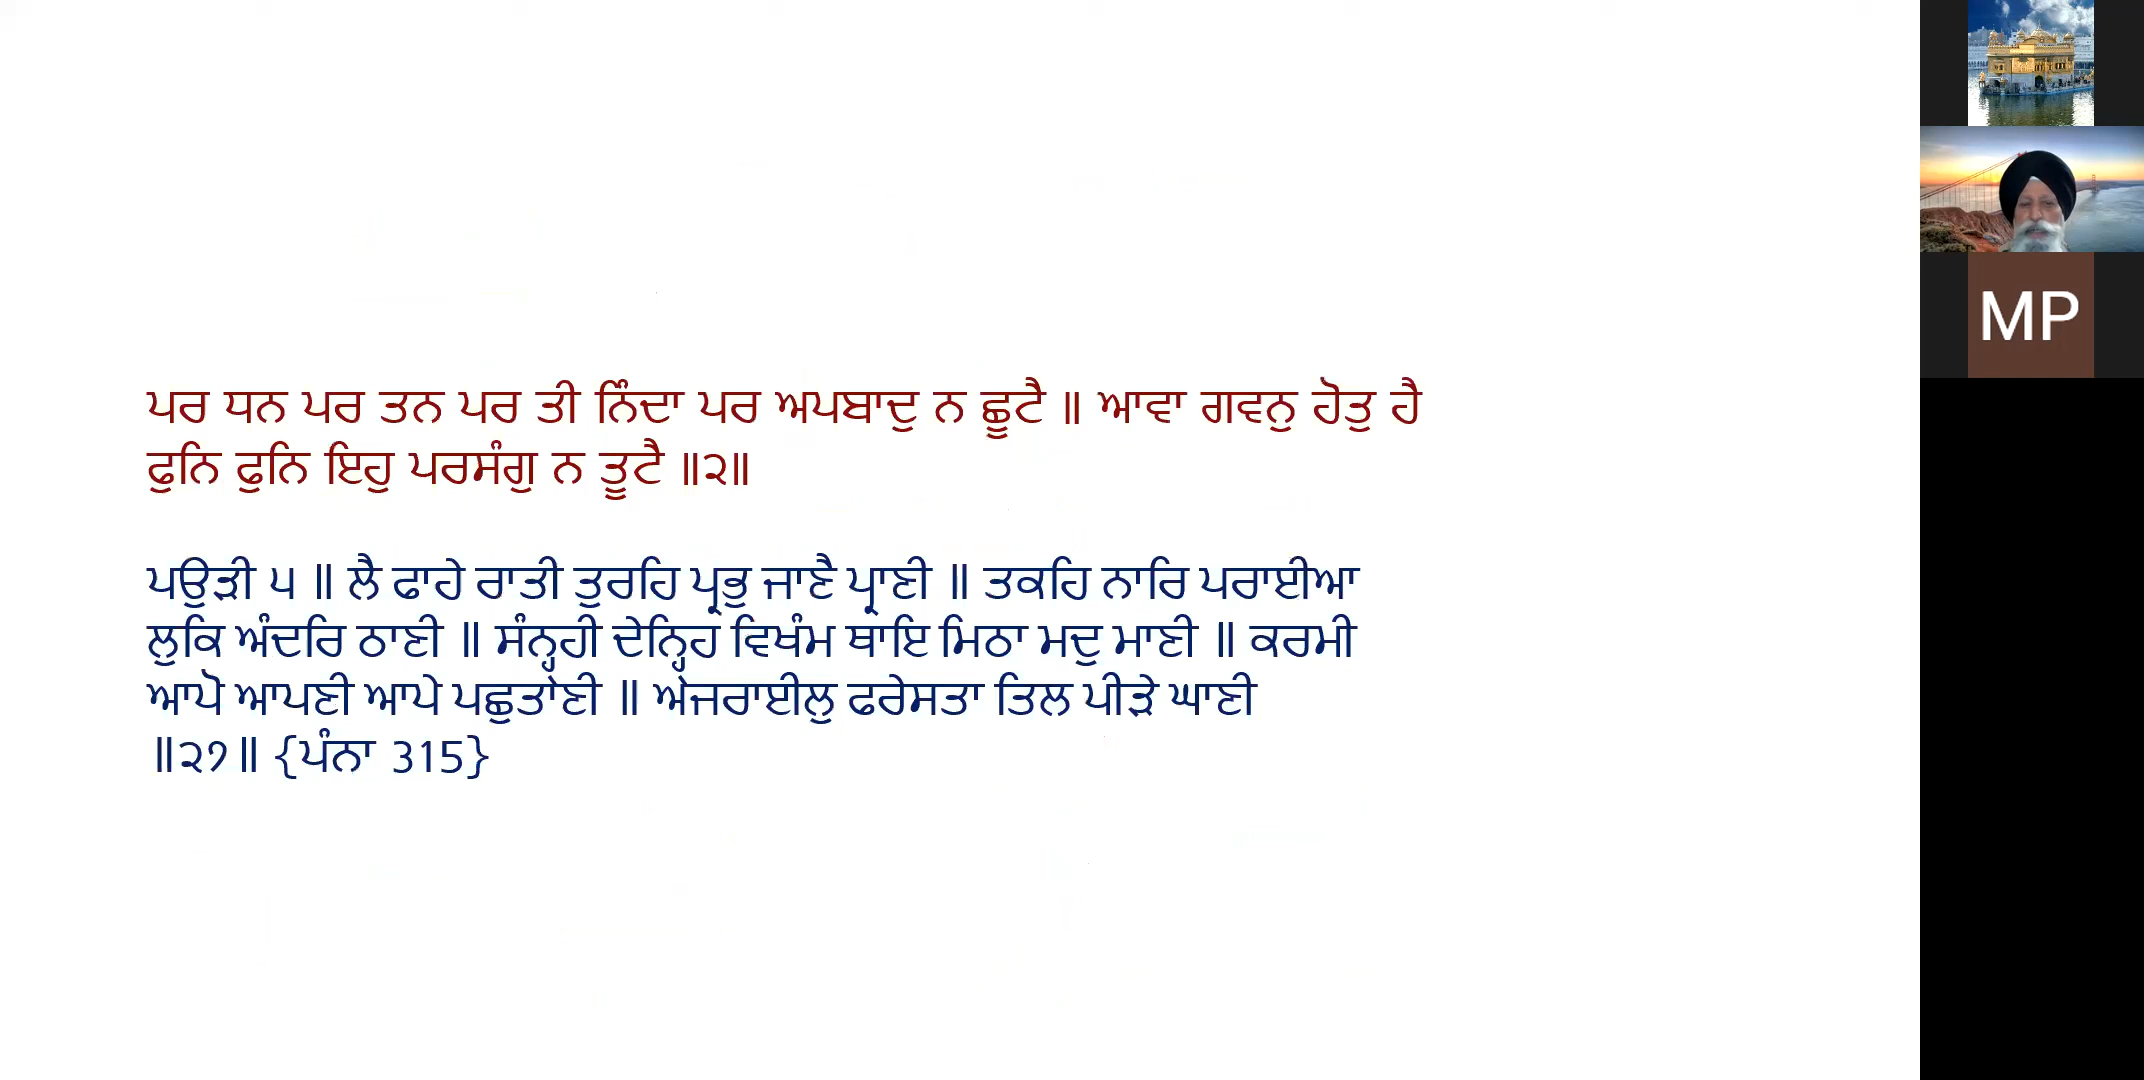 ਪਰ ਧਨ ਪਰ ਤਨ ਪਰ ਤੀ ਨਿੰਦਾ ਪਰ ਅਪਬਾਦੁ ਨ ਛੂਟੈ ॥ ਆਵਾ ਗਵਨੁ ਹੋਤੁ ਹੈ
ਫੁਨਿ ਫੁਨਿ ਇਹੁ ਪਰਸੰਗੁ ਨ ਤੂਟੈ ॥੨॥
ਪਉੜੀ ੫ ॥ ਲੈ ਫਾਹੇ ਰਾਤੀ ਤੁਰਹਿ ਪ੍ਰਭੁ ਜਾਣੈ ਪ੍ਰਾਣੀ ॥ ਤਕਹਿ ਨਾਰਿ ਪਰਾਈਆ
ਲੁਕਿ ਅੰਦਰਿ ਠਾਣੀ ॥ ਸੰਨ੍ਹ੍ਹੀ ਦੇਨ੍ਹ੍ਹਿ ਵਿਖੰਮ ਥਾਇ ਮਿਠਾ ਮਦੁ ਮਾਣੀ ॥ ਕਰਮੀ
ਆਪੋ ਆਪਣੀ ਆਪੇ ਪਛੁਤਾਣੀ ॥ ਅਜਰਾਈਲੁ ਫਰੇਸਤਾ ਤਿਲ ਪੀੜੇ ਘਾਣੀ
॥੨੭॥ {ਪੰਨਾ 315}
MP